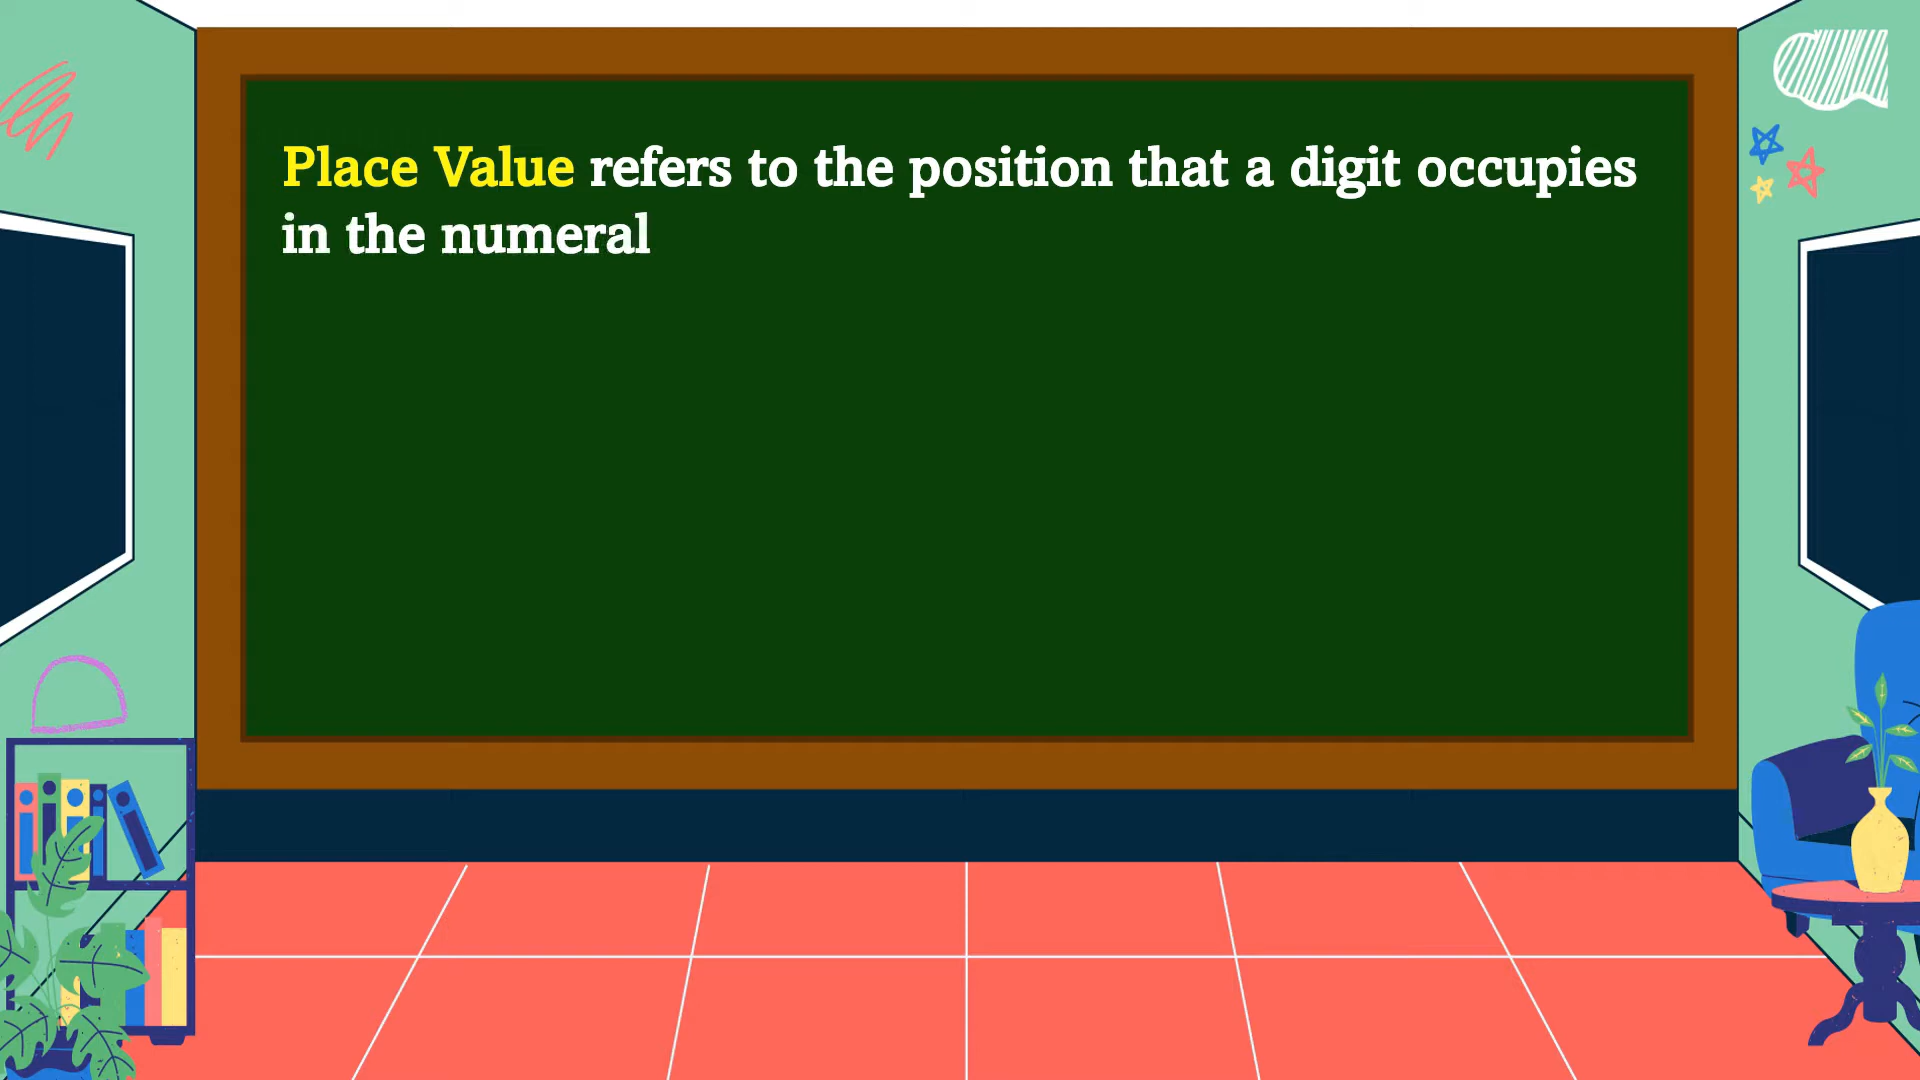 Place Value refers to the position that a digit occupies
in the numeral